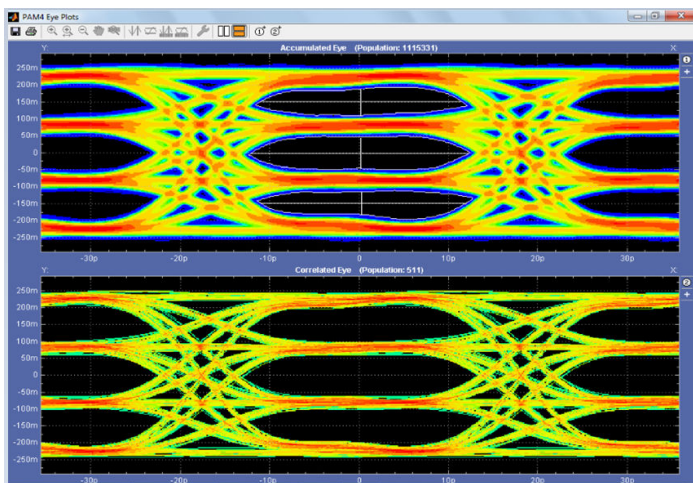 PAM4 Eye Plots
Y: Accumulated Eye (Population: 1115331) X:
250m
200m
150m
100m
50m
0
-50m
-100m
-150m
-200m
-250m
-30p -20p -10p 0 10p 20p 30p
Y: Correlated Eye (Population: 511) X:
250m
200m
150m
100m
50m
0
-50m
-100m
-150m
-200m
-250m
-30p -20p -10p 0 10p 20p 30p